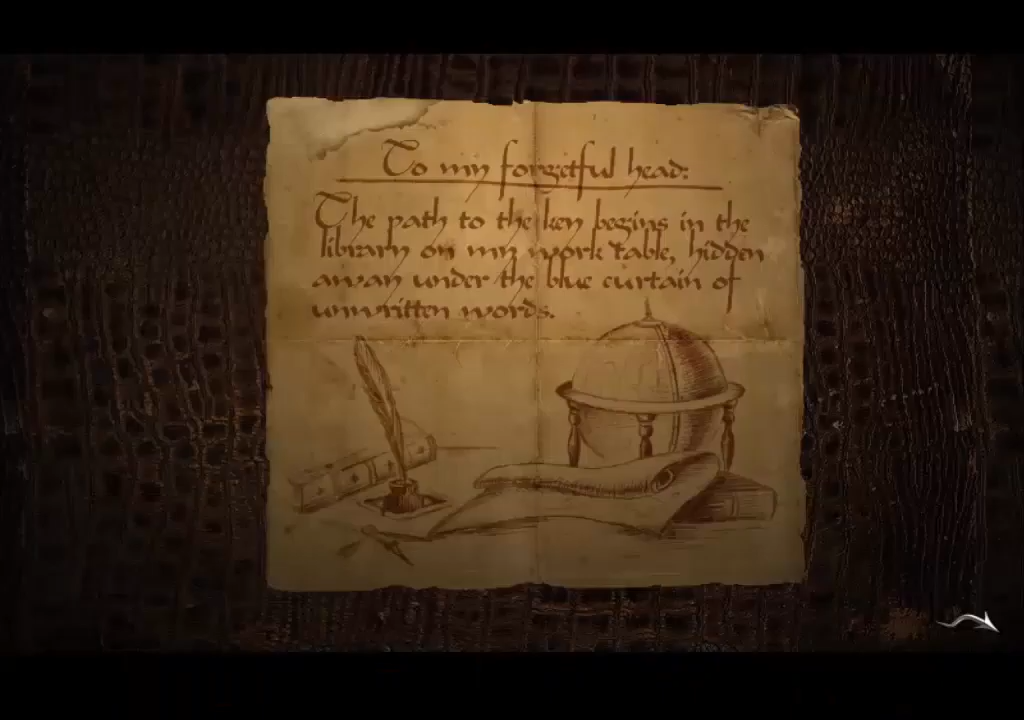 To my forgetful head:
The path to the key begins in the
library on my work table, hidden
away under the blue curtain of
unwritten words.